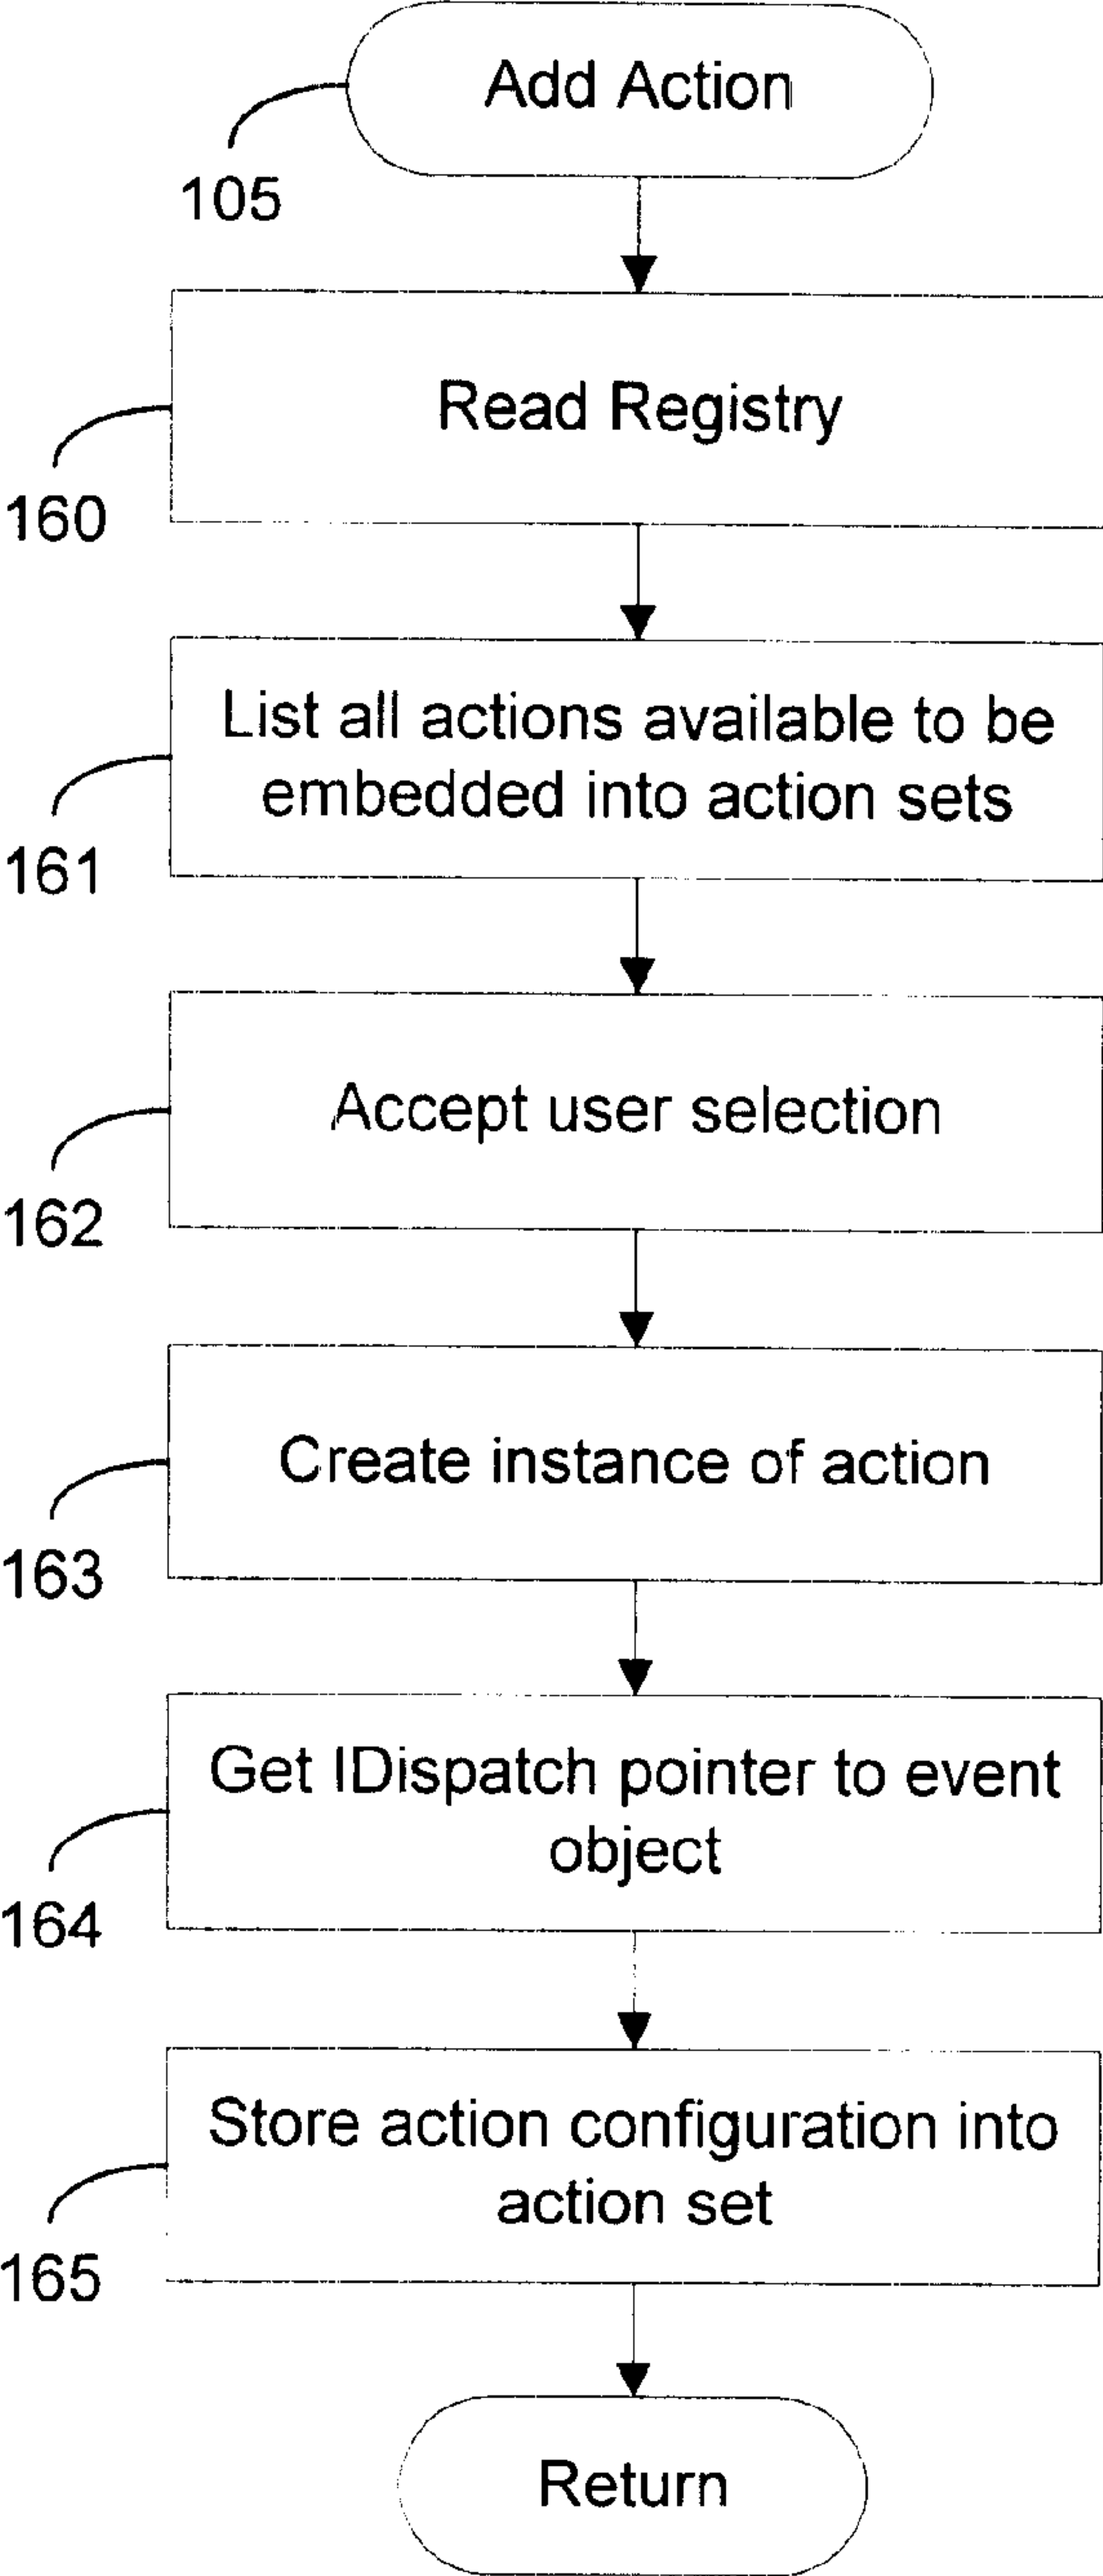 Add Action
105
Read Registry
160
List all actions available to be
embedded into action sets
161
Accept user selection
162
Create instance of action
163
Get IDispatch pointer to event
object
164
Store action configuration into
action set
165
Return